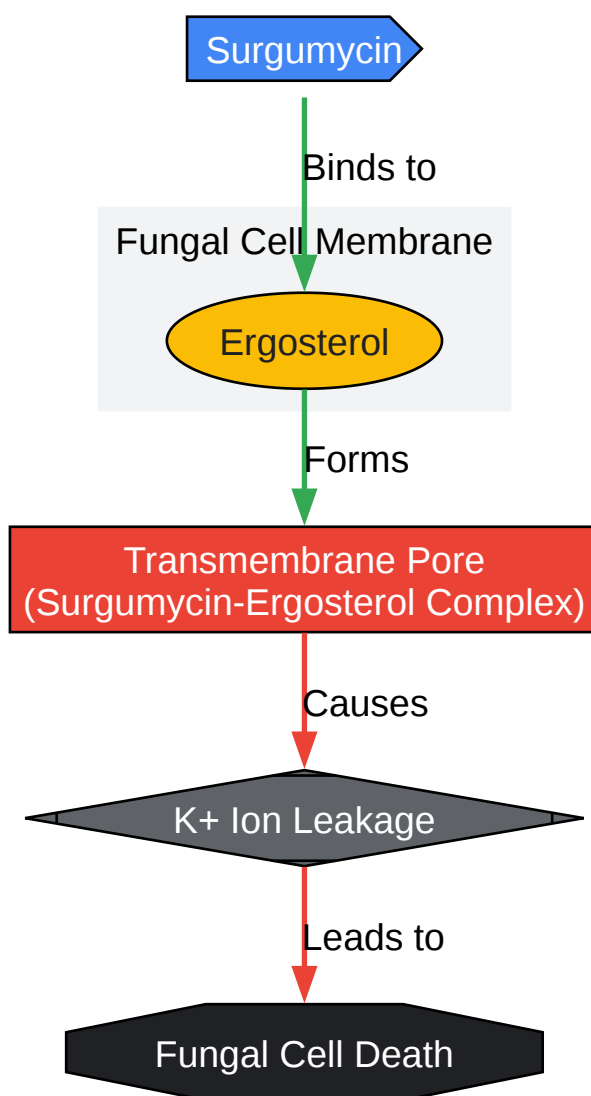 Surgumycin
Binds to
Fungal Cell Membrane
Ergosterol
Forms
Transmembrane Pore
(Surgumycin-Ergosterol Complex)
Causes
K+ Ion Leakage
Leads to
Fungal Cell Death